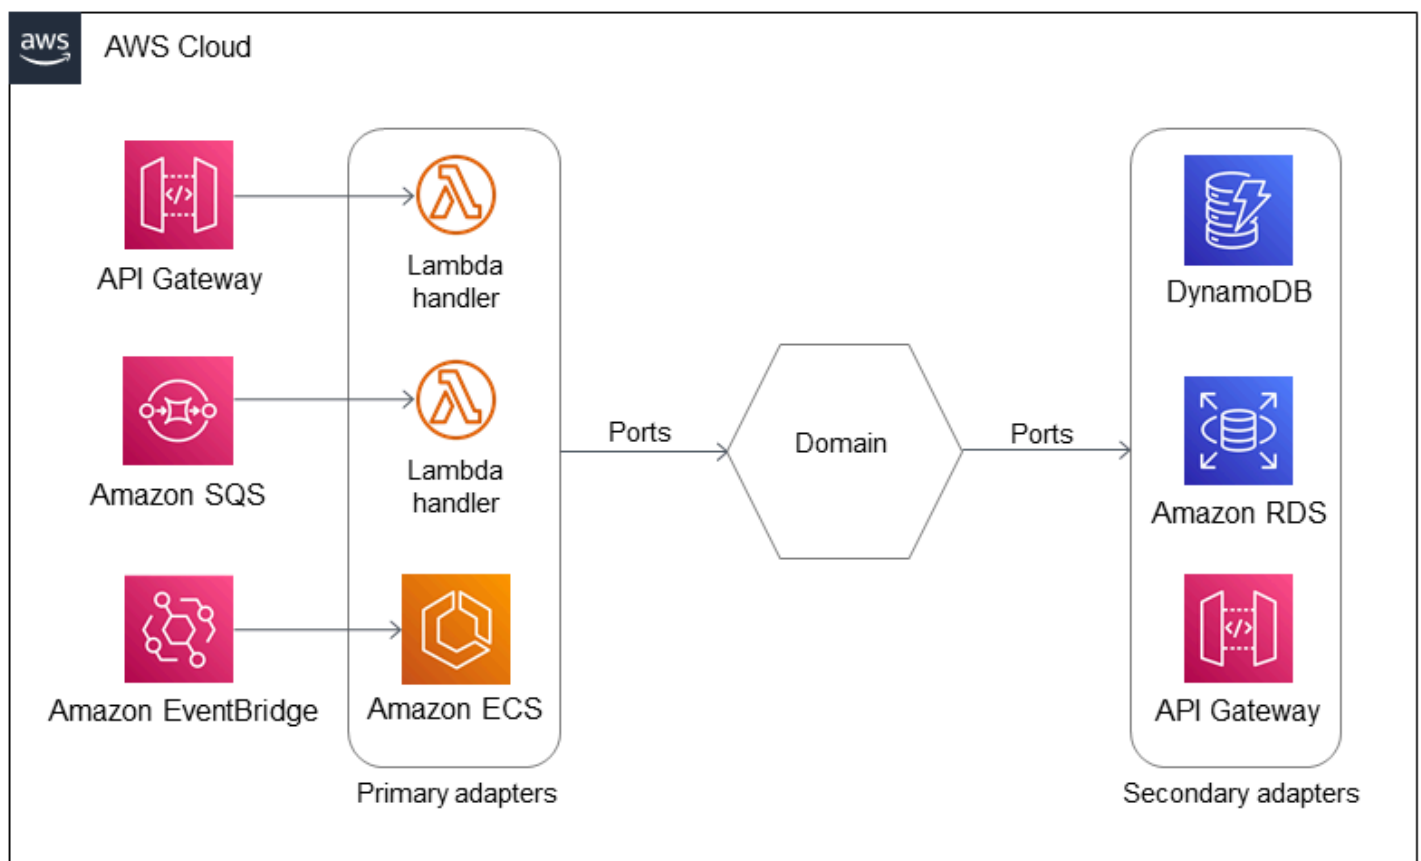 aws
AWS Cloud
API Gateway
Lambda
handler
DynamoDB
Amazon SQS
Lambda
handler
Ports
Domain
Ports
Amazon RDS
Amazon EventBridge
Amazon ECS
API Gateway
Primary adapters
Secondary adapters